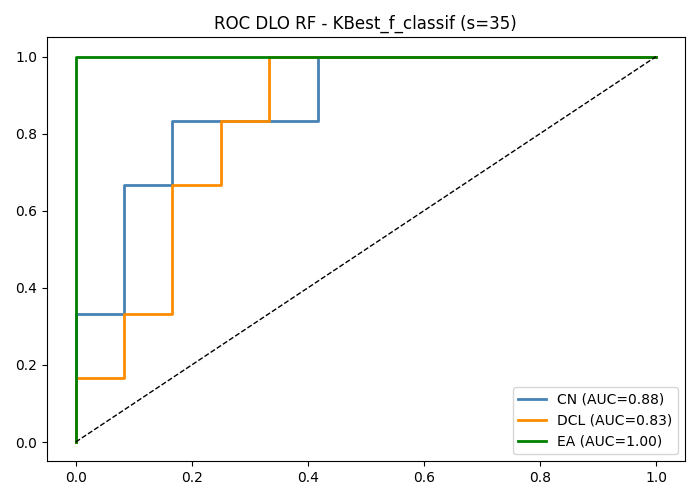 ROC DLO RF - KBest_f_classif (s=35)
1.0
0.8
0.6
0.4
0.2
0.0
0.0 0.2 0.4 0.6 0.8 1.0
CN (AUC=0.88)
DCL (AUC=0.83)
EA (AUC=1.00)